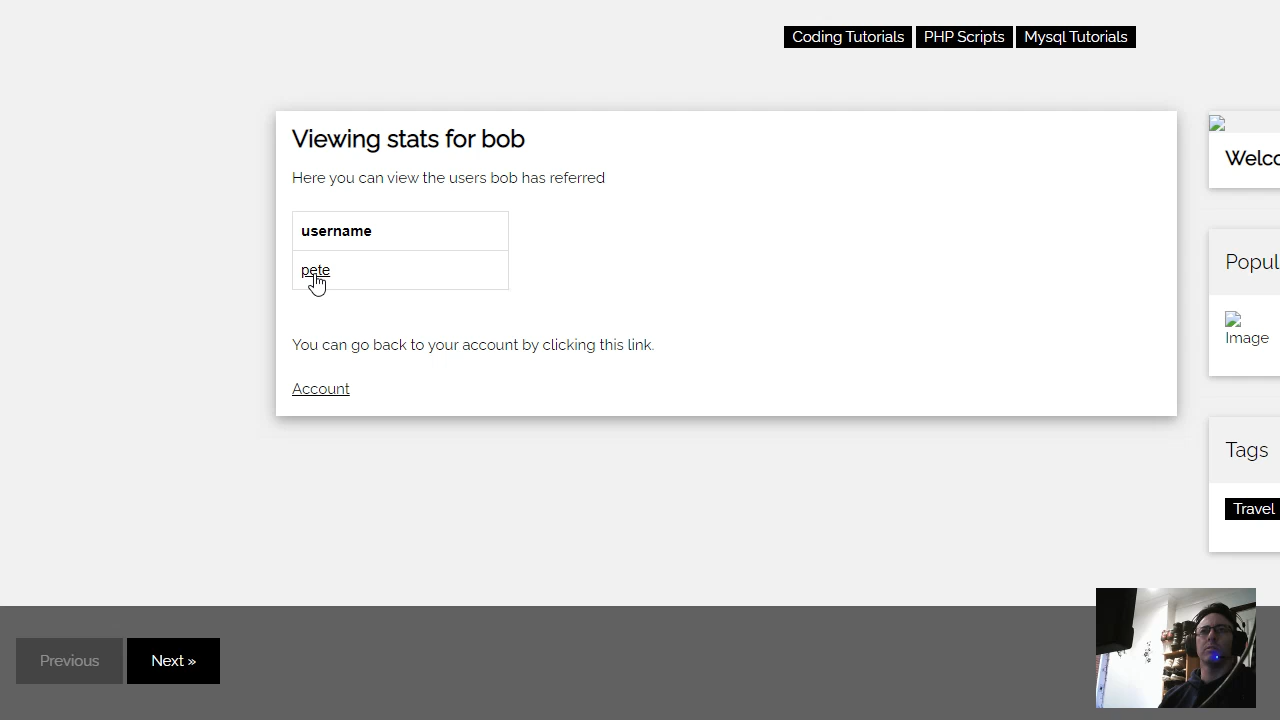 Coding Tutorials PHP Scripts Mysql Tutorials
Viewing stats for bob
Here you can view the users bob has referred
username
pete
You can go back to your account by clicking this link.
Account
Welco
Popul
Image
Tags
Travel
Previous Next »